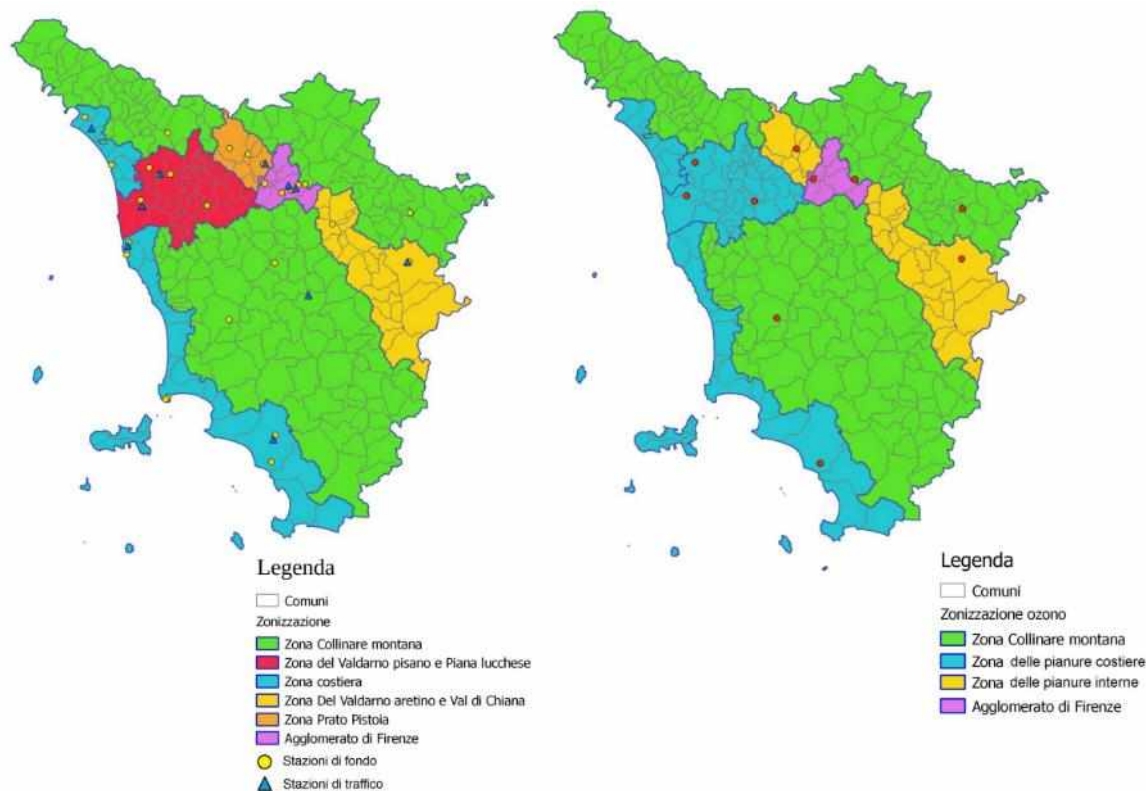 Legenda
Comuni
Zonizzazione
Zona Collinare montana
Zona del Valdarno pisano e Piana lucchese
Zona costiera
Zona Del Valdarno aretino e Val di Chiana
Zona Prato Pistoia
Agglomerato di Firenze
Stazioni di fondo
Stazioni di traffico
Legenda
Comuni
Zonizzazione ozono
Zona Collinare montana
Zona delle pianure costiere
Zona delle pianure interne
Agglomerato di Firenze